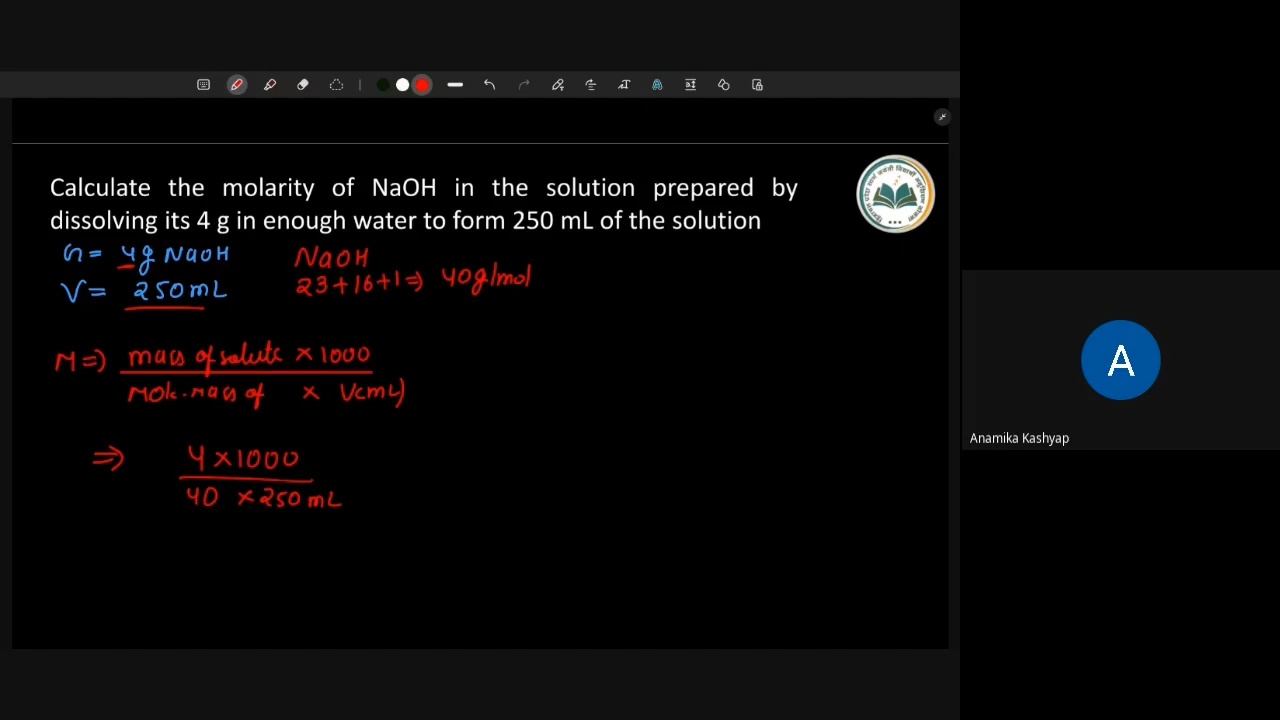 Calculate the molarity of NaOH in the solution prepared by
dissolving its 4 g in enough water to form 250 mL of the solution
G = 4g NaOH
V = 250mL
NaOH
23+16+1 ⇒ 40g/mol
M ⇒ mass of solute × 1000
Mole. mass of × V(mL)
⇒ 4 × 1000
40 × 250 mL
A
Anamika Kashyap